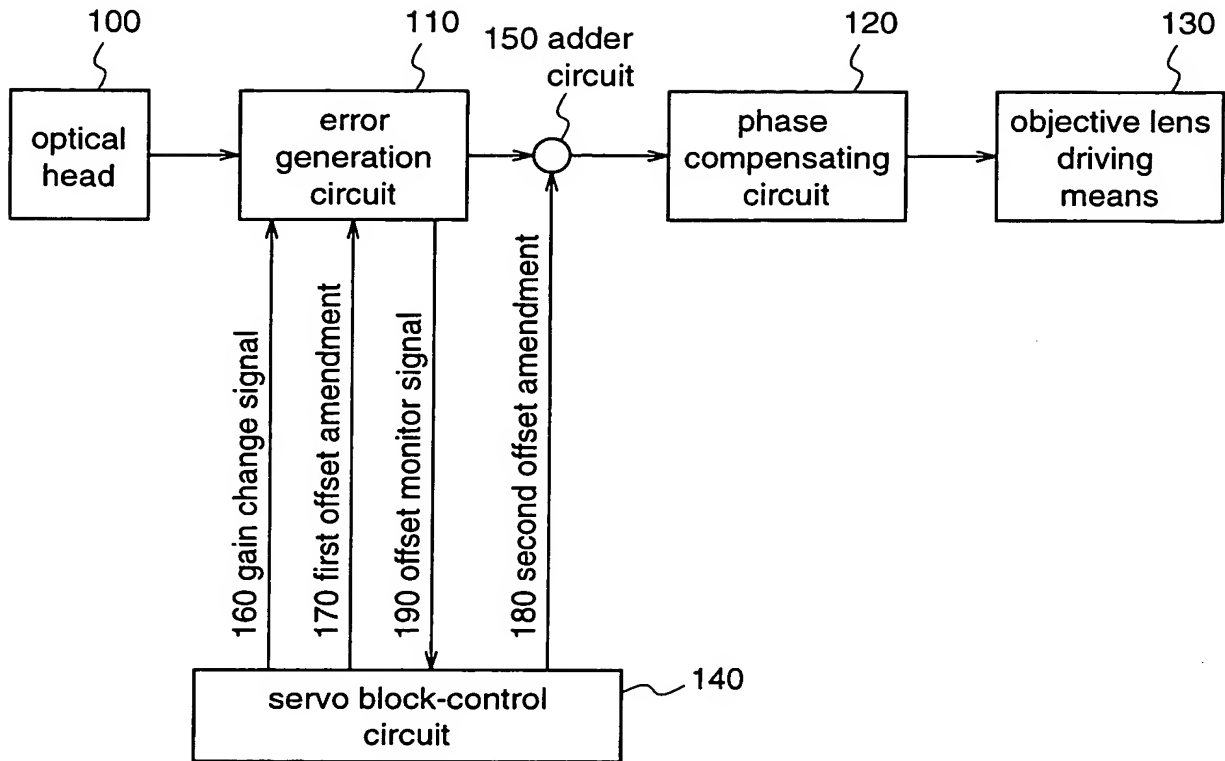 100
110
150 adder
circuit
120
130
optical
head
error
generation
circuit
phase
compensating
circuit
objective lens
driving
means
160 gain change signal
170 first offset amendment
190 offset monitor signal
180 second offset amendment
servo block-control
circuit
140